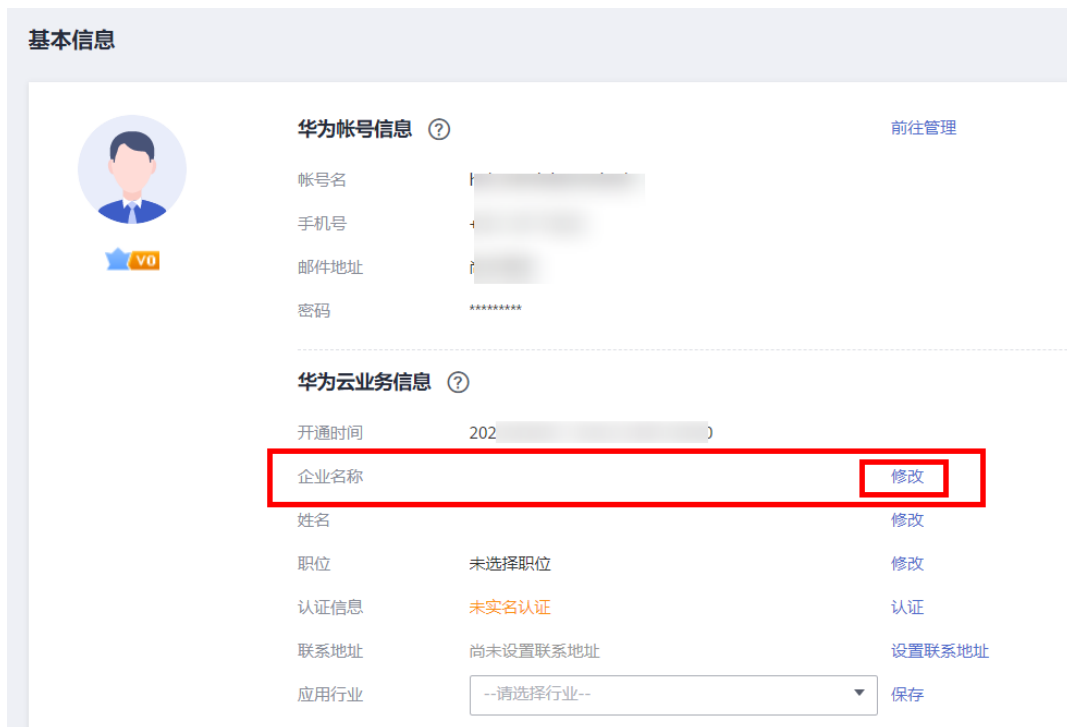 基本信息
华为帐号信息 ? 前往管理
帐号名
手机号
邮件地址
密码 *********
V0
华为云业务信息 ?
开通时间 202
企业名称 修改
姓名 修改
职位 未选择职位 修改
认证信息 未实名认证 认证
联系地址 尚未设置联系地址 设置联系地址
应用行业 --请选择行业-- 保存